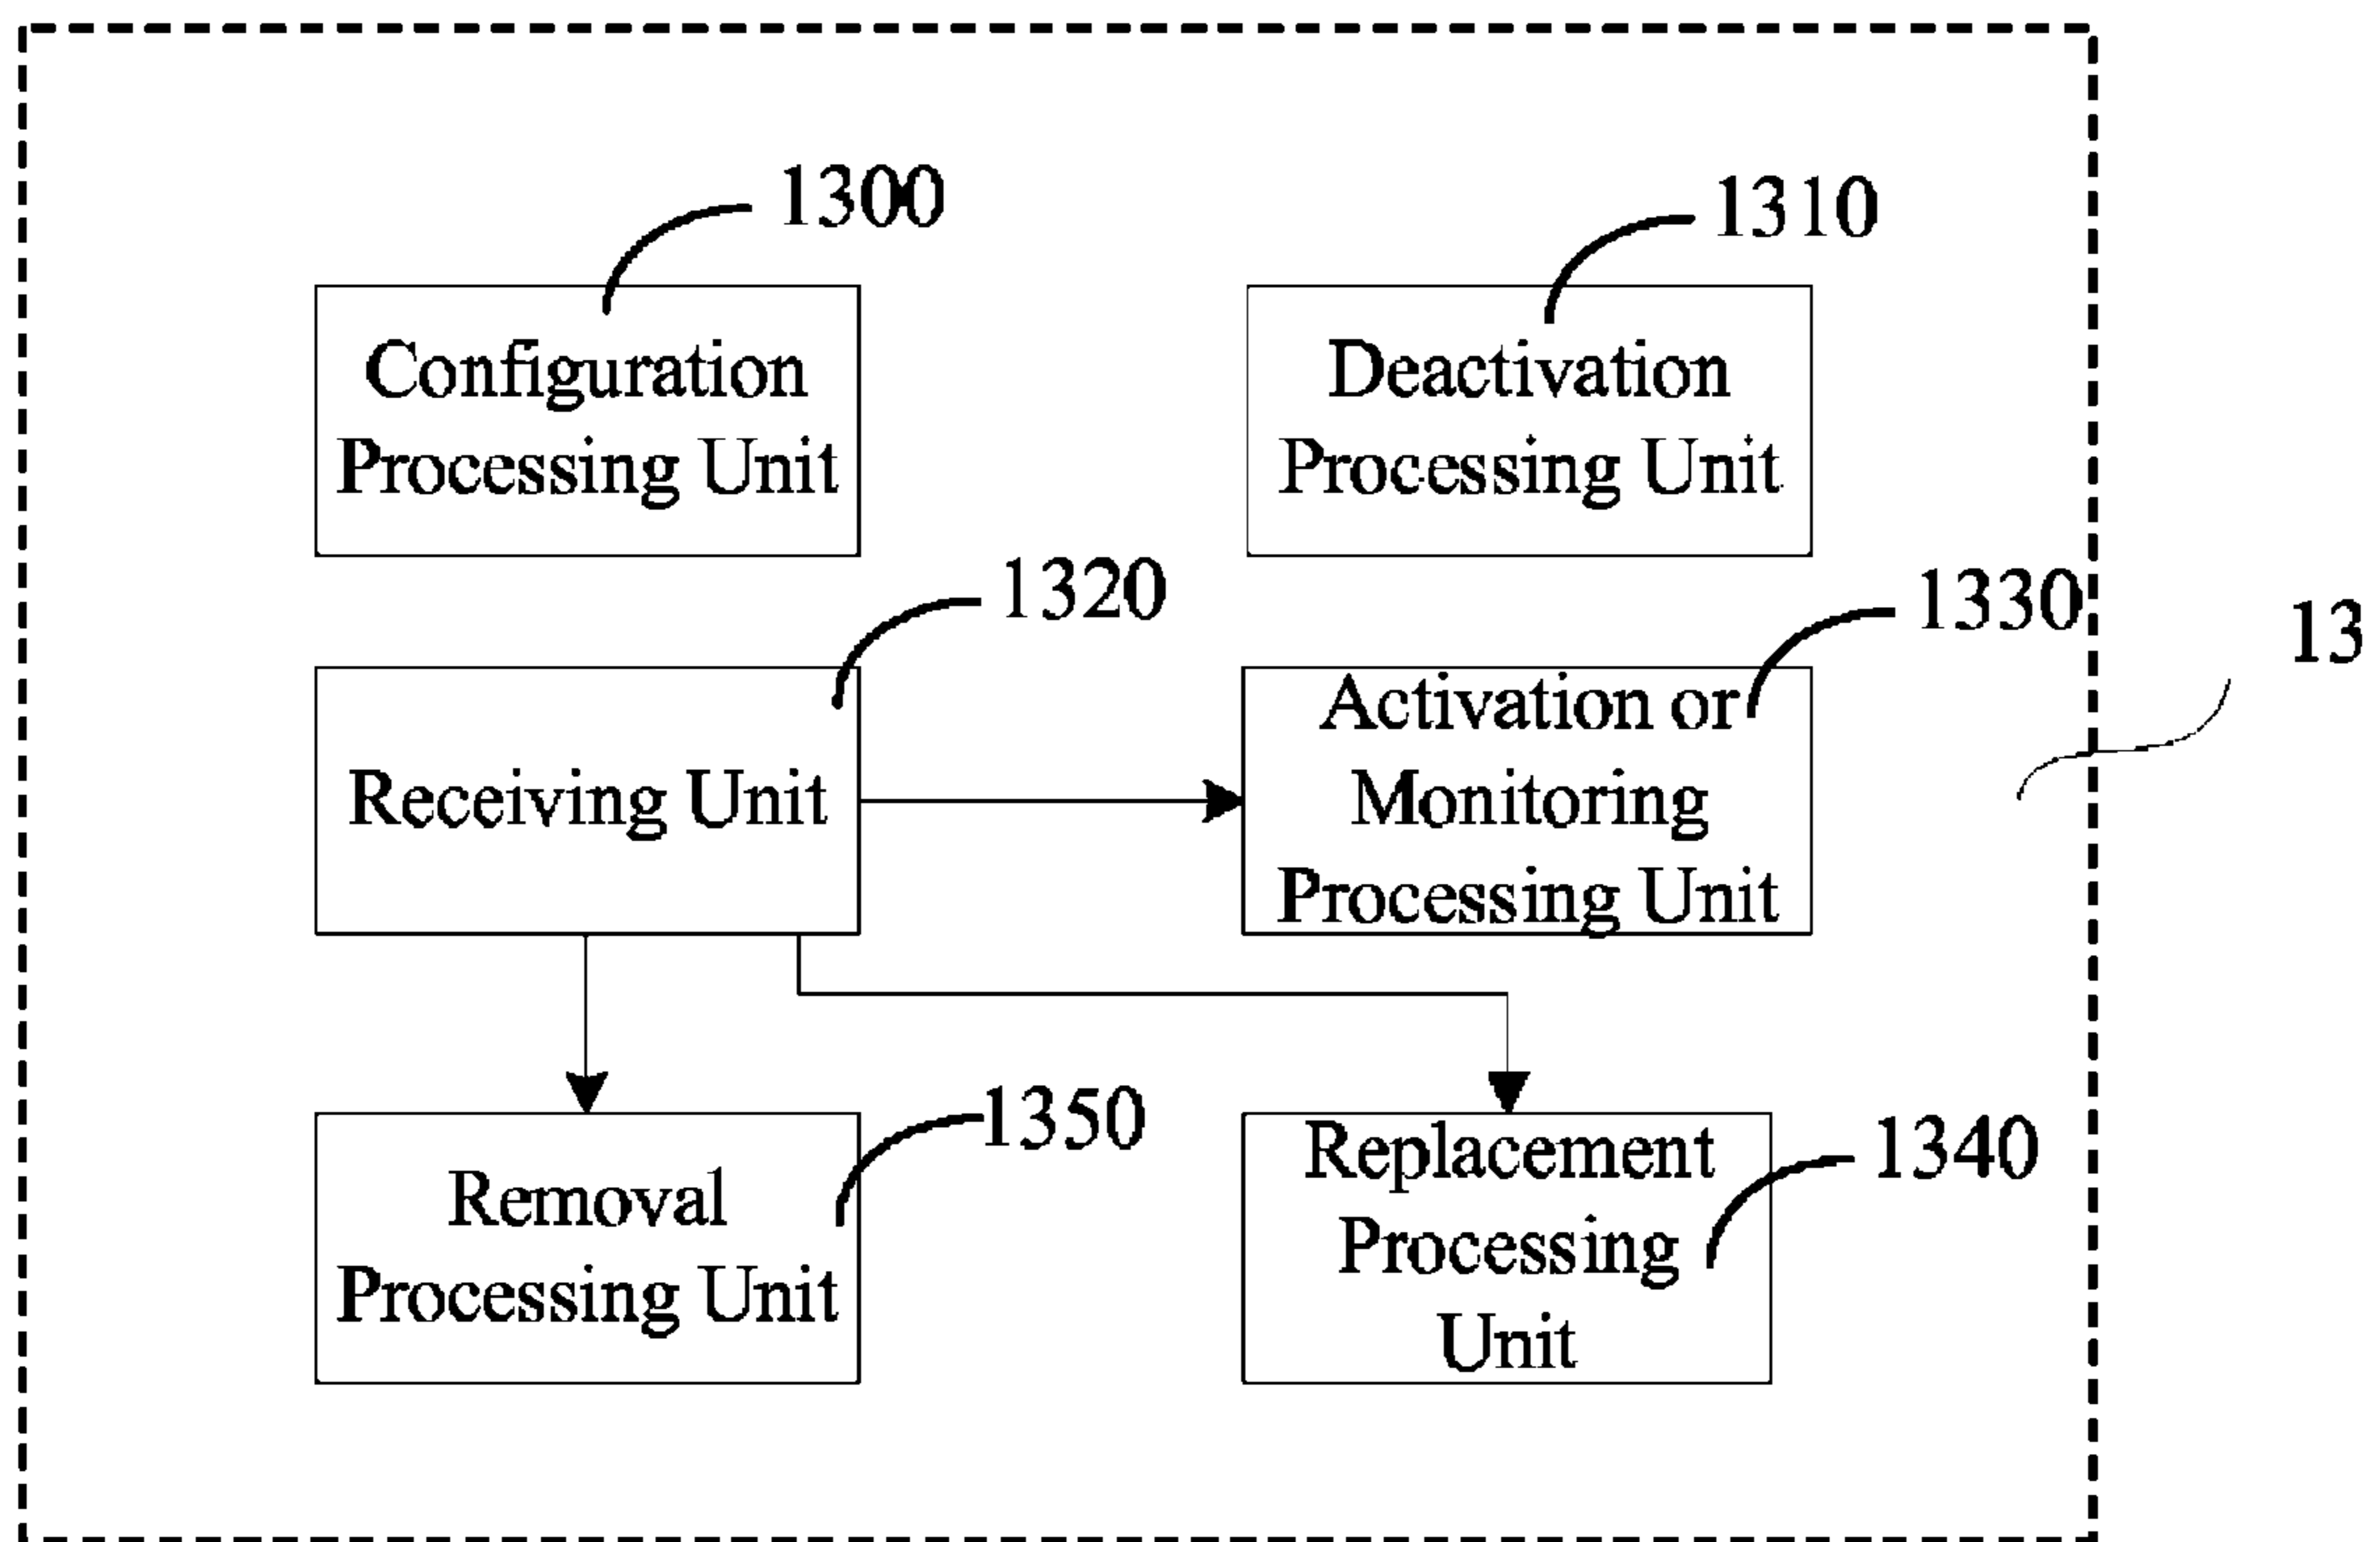 1300
1310
Configuration
Processing Unit
Deactivation
Processing Unit
1320
1330
13
Receiving Unit
Activation or
Monitoring
Processing Unit
1350
1340
Removal
Processing Unit
Replacement
Processing
Unit